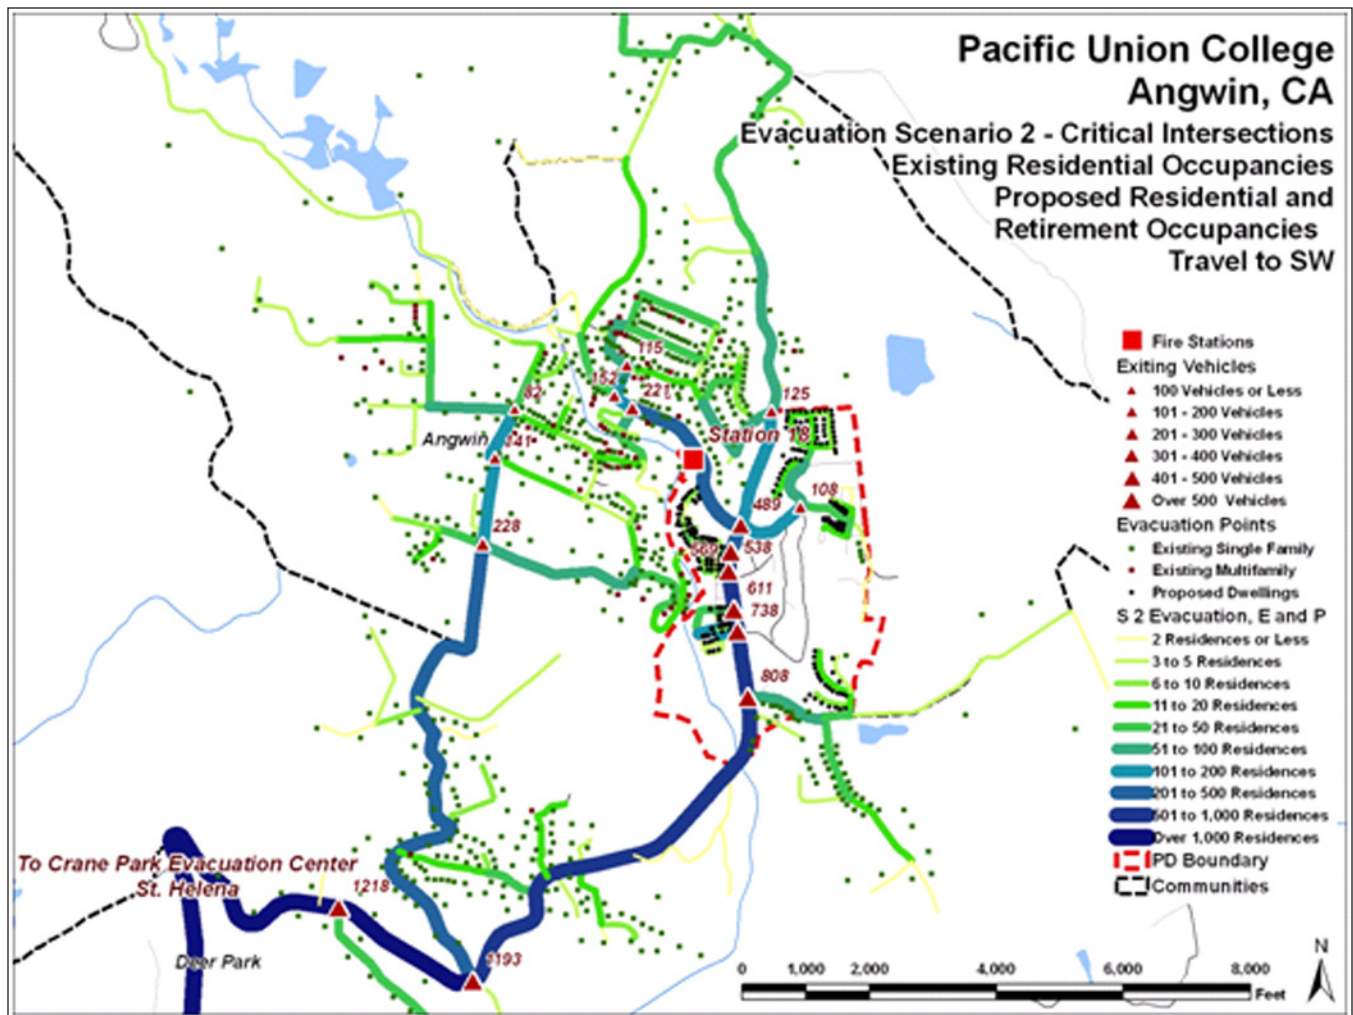 Pacific Union College
Angwin, CA
Evacuation Scenario 2 - Critical Intersections
Existing Residential Occupancies
Proposed Residential and
Retirement Occupancies
Travel to SW
115
152
221
82
125
Angwin
141
Station 18
108
489
228
569
538
611
738
808
Fire Stations
Exiting Vehicles
100 Vehicles or Less
101 - 200 Vehicles
201 - 300 Vehicles
301 - 400 Vehicles
401 - 500 Vehicles
Over 500 Vehicles
Evacuation Points
Existing Single Family
Existing Multifamily
Proposed Dwellings
S 2 Evacuation, E and P
2 Residences or Less
3 to 5 Residences
6 to 10 Residences
11 to 20 Residences
21 to 50 Residences
51 to 100 Residences
101 to 200 Residences
201 to 500 Residences
501 to 1,000 Residences
Over 1,000 Residences
PD Boundary
Communities
To Crane Park Evacuation Center
St. Helena
1218
Deer Park
1193
N
0 1,000 2,000 4,000 6,000 8,000
Feet